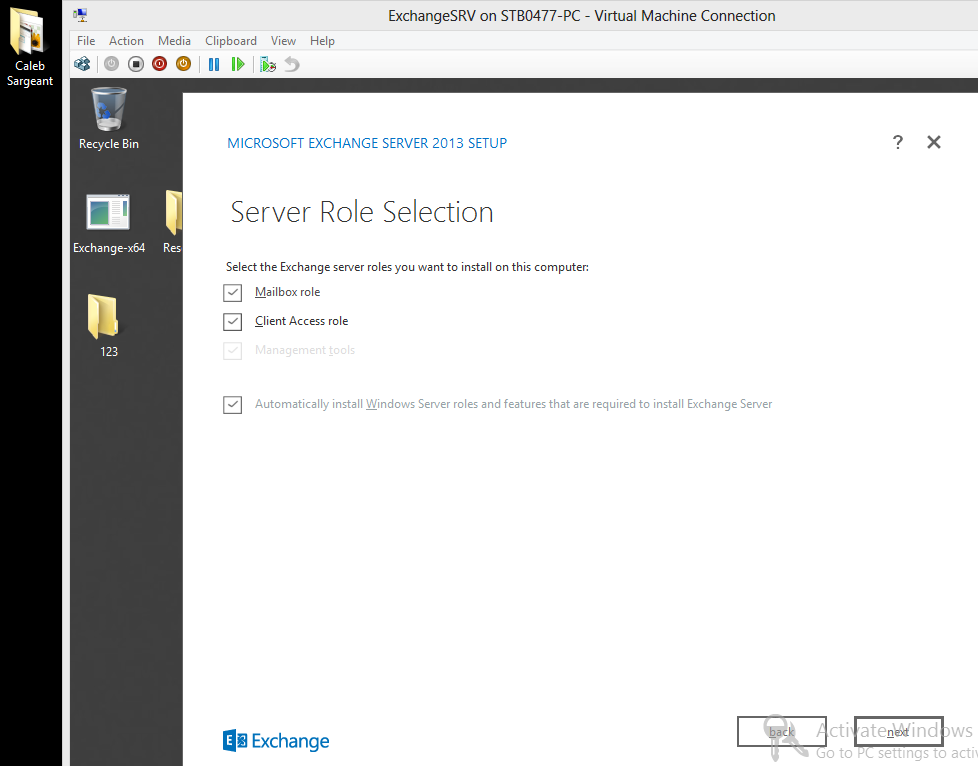 ExchangeSRV on STB0477-PC - Virtual Machine Connection
File Action Media Clipboard View Help
Caleb
Sargeant
Recycle Bin
Exchange-x64
Res
123
MICROSOFT EXCHANGE SERVER 2013 SETUP
?
Server Role Selection
Select the Exchange server roles you want to install on this computer:
Mailbox role
Client Access role
Management tools
Automatically install Windows Server roles and features that are required to install Exchange Server
E Exchange
back
next
Activate Windows
Go to PC settings to activ